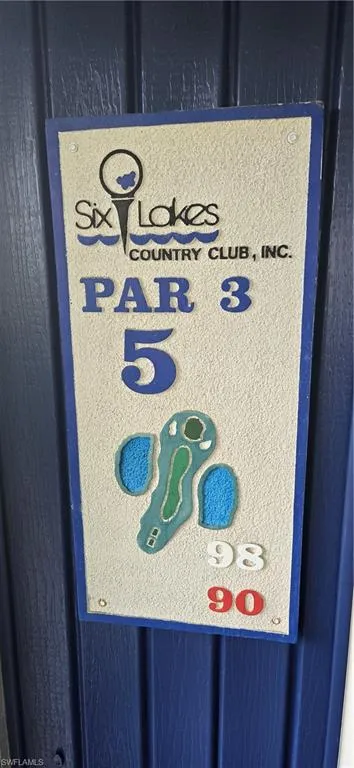 Six Lakes
COUNTRY CLUB, INC.
PAR 3
5
98
90
SWFLAMLS